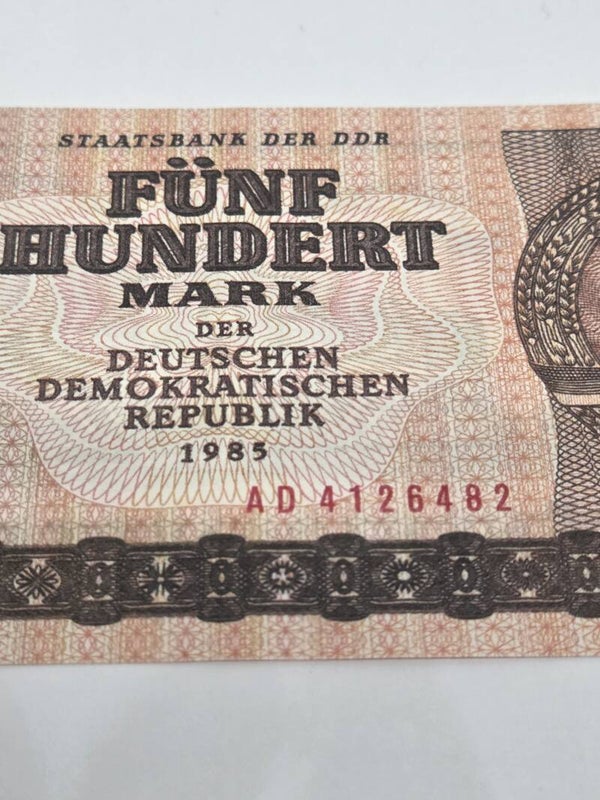 STAATSBANK DER DDR
FÜNF
HUNDERT
MARK
DER
DEUTSCHEN
DEMOKRATISCHEN
REPUBLIK
1985
AD 4126482